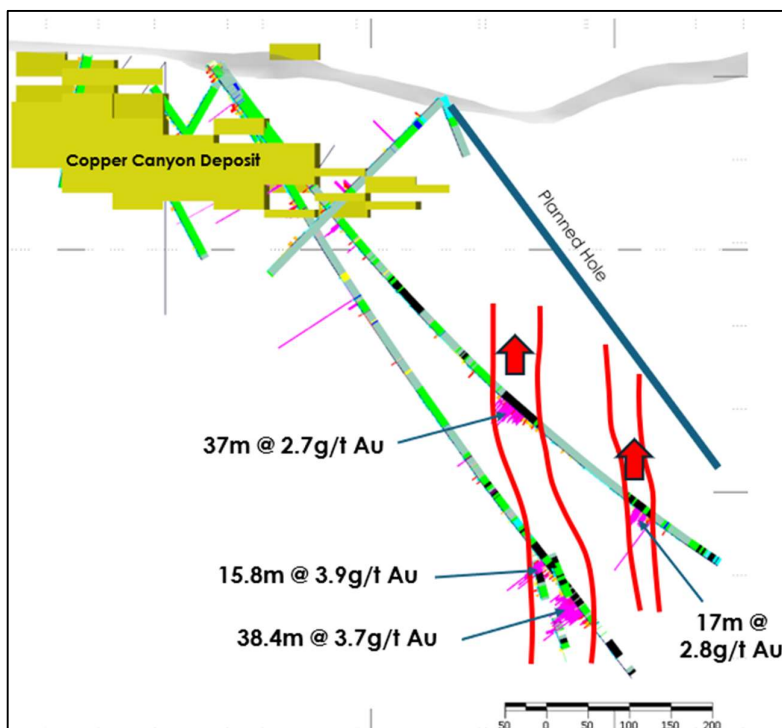 Copper Canyon Deposit
Planned Hole
37m @ 2.7g/t Au
15.8m @ 3.9g/t Au
38.4m @ 3.7g/t Au
17m @
2.8g/t Au
50 0 50 100 150 200